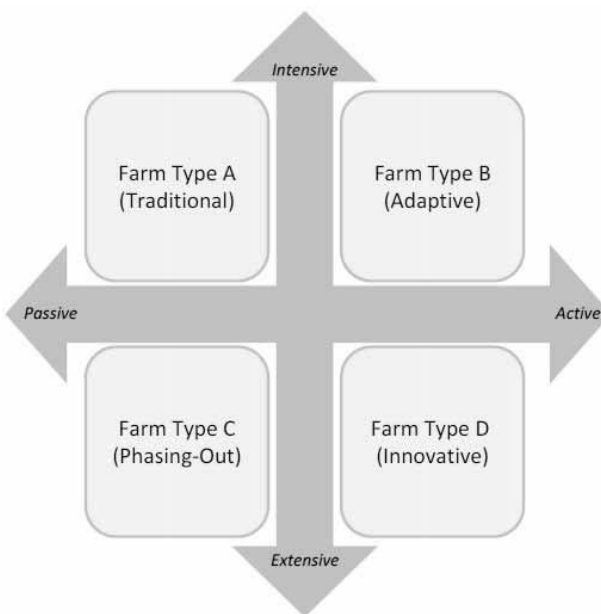 Intensive
Farm Type A
(Traditional)
Farm Type B
(Adaptive)
Passive
Active
Farm Type C
(Phasing-Out)
Farm Type D
(Innovative)
Extensive